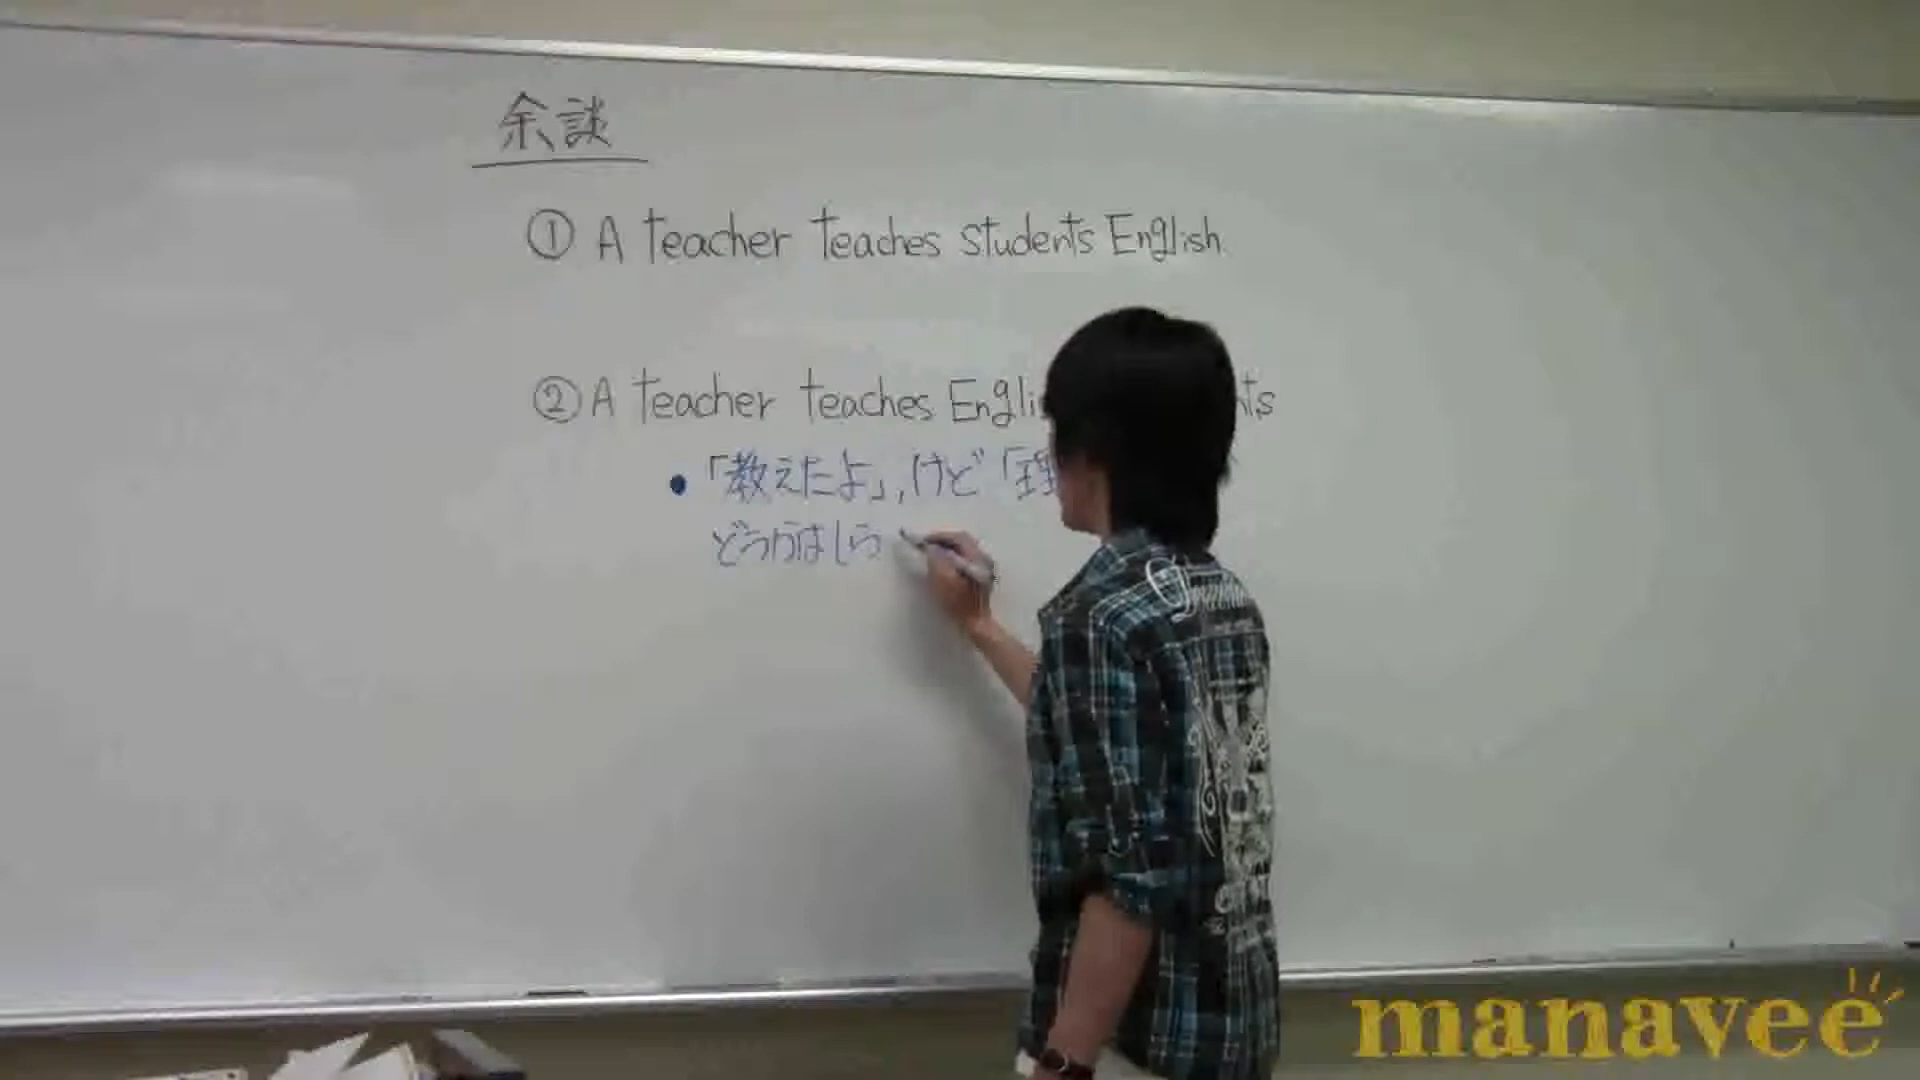 余談
① A teacher teaches students English
② A teacher teaches
・「教えたよ」,けど「理
どうかはしら
manavee